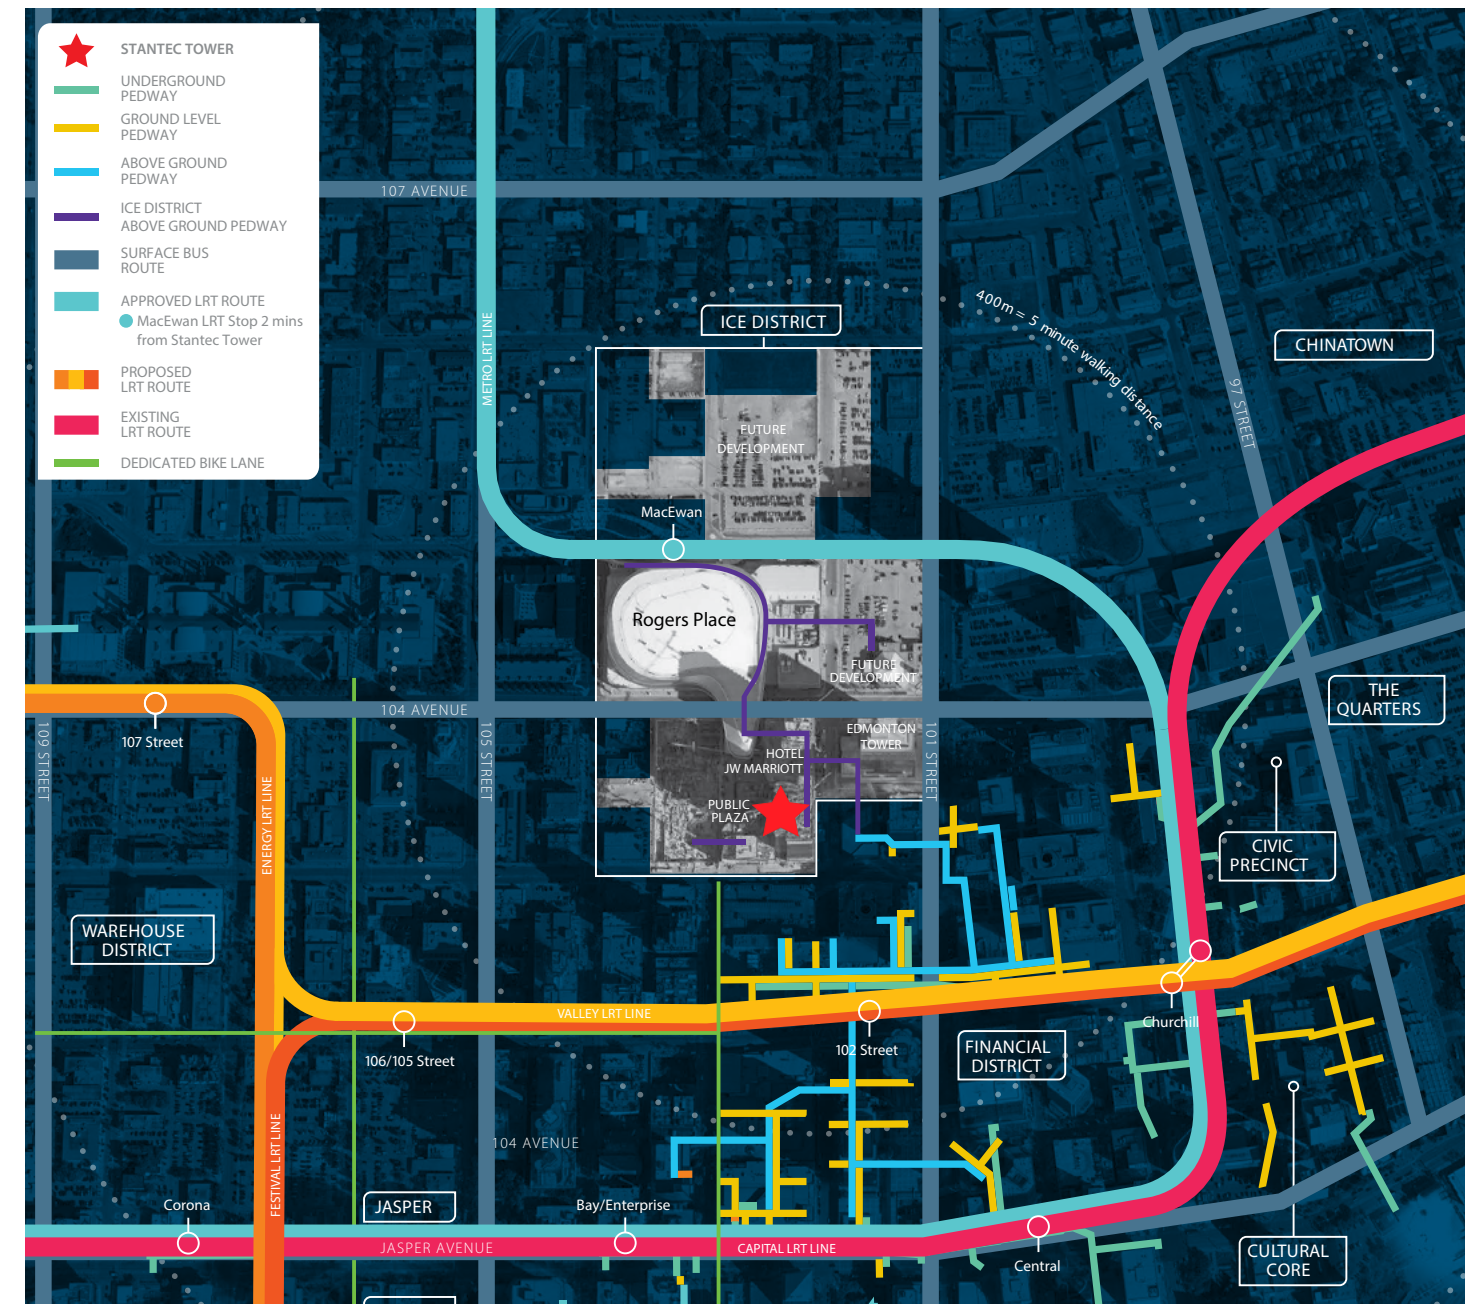 STANTEC TOWER
UNDERGROUND
PEDWAY
GROUND LEVEL
PEDWAY
ABOVE GROUND
PEDWAY
ICE DISTRICT
ABOVE GROUND PEDWAY
SURFACE BUS
ROUTE
APPROVED LRT ROUTE
MacEwan LRT Stop 2 mins
from Stantec Tower
PROPOSED
LRT ROUTE
EXISTING
LRT ROUTE
DEDICATED BIKE LANE
107 AVENUE
METRO LRT LINE
ICE DISTRICT
400m = 5 minute walking distance
CHINATOWN
97 STREET
FUTURE
DEVELOPMENT
MacEwan
Rogers Place
FUTURE
DEVELOPMENT
THE
QUARTERS
104 AVENUE
109 STREET
107 Street
105 STREET
101 STREET
EDMONTON
TOWER
HOTEL
JW MARRIOTT
PUBLIC
PLAZA
ENERGY LRT LINE
CIVIC
PRECINCT
WAREHOUSE
DISTRICT
VALLEY LRT LINE
106/105 Street
102 Street
Churchill
FINANCIAL
DISTRICT
104 AVENUE
FESTIVAL LRT LINE
Corona
JASPER
Bay/Enterprise
JASPER AVENUE
CAPITAL LRT LINE
Central
CULTURAL
CORE